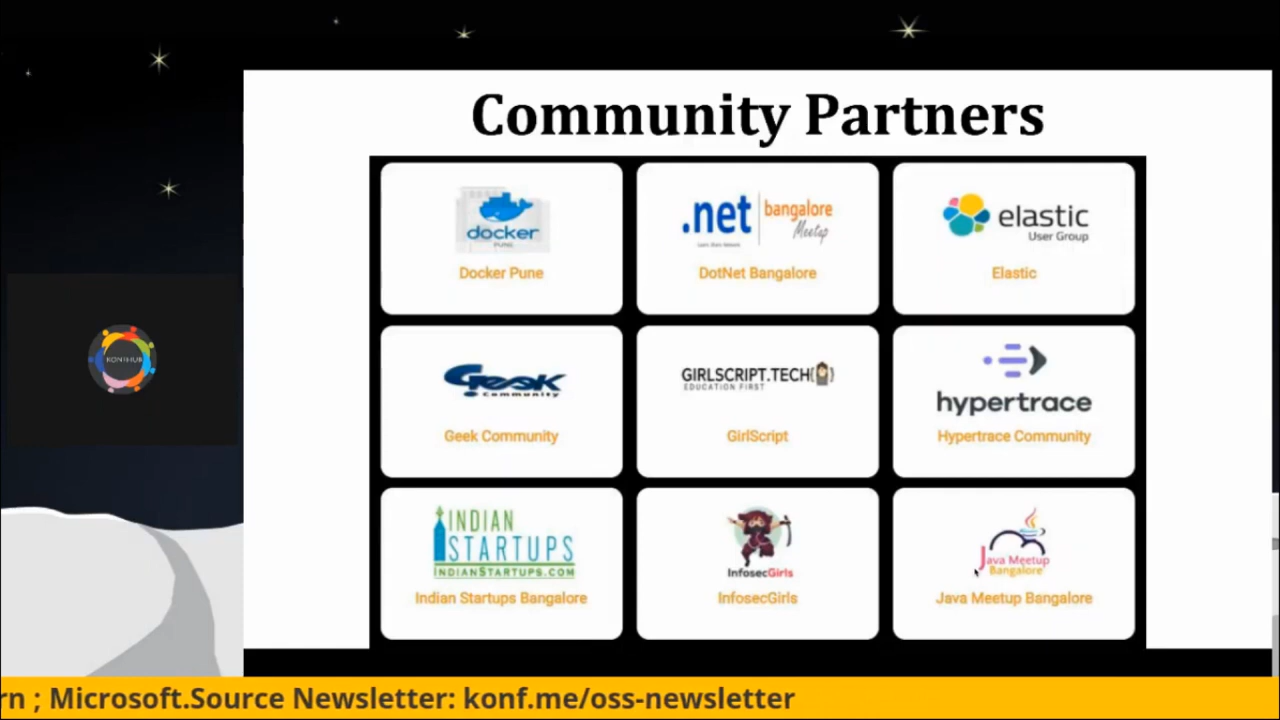 Community Partners
docker
PUNE
Docker Pune
.net bangalore
Meetup
DotNet Bangalore
elastic
User Group
Elastic
Geek
Community
Geek Community
GIRLSCRIPT.TECH
EDUCATION FIRST
GirlScript
hypertrace
Hypertrace Community
INDIAN
STARTUPS
INDIANSTARTUPS.COM
Indian Startups Bangalore
InfosecGirls
InfosecGirls
Java Meetup
Bangalore
Java Meetup Bangalore
KONFHUB
rn ; Microsoft.Source Newsletter: konf.me/oss-newsletter